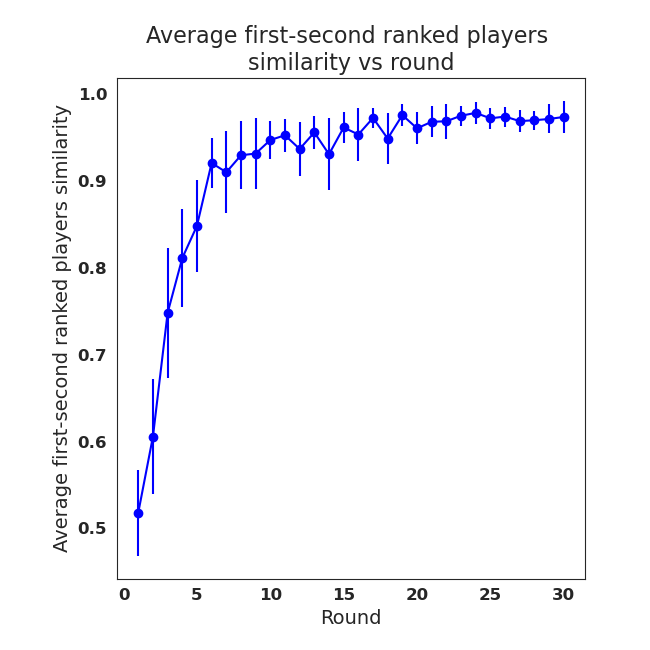 Average first-second ranked players
similarity vs round
Average first-second ranked players similarity
1.0
0.9
0.8
0.7
0.6
0.5
0 5 10 15 20 25 30
Round